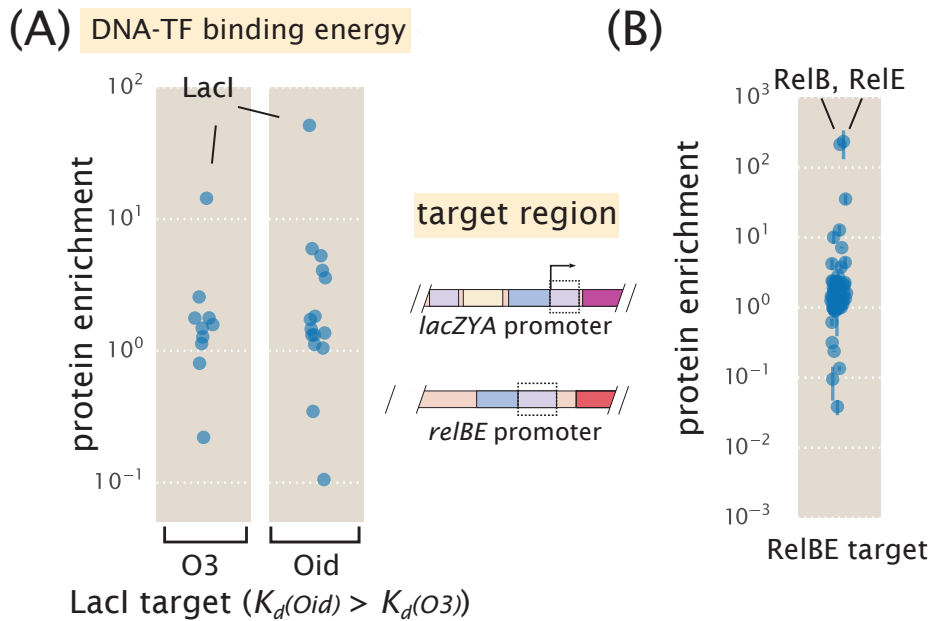 (A) DNA-TF binding energy
LacI
protein enrichment
10²
10¹
10⁰
10⁻¹
O3
Oid
LacI target (K_d(Oid) > K_d(O3))
target region
lacZYA promoter
relBE promoter
(B)
RelB, RelE
protein enrichment
10³
10²
10¹
10⁰
10⁻¹
10⁻²
10⁻³
RelBE target